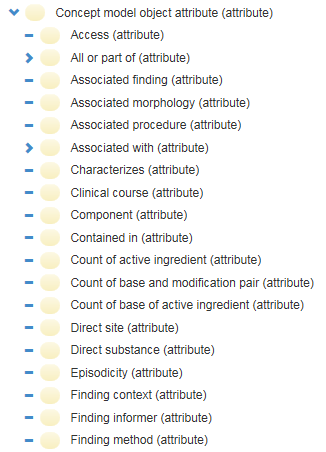 Concept model object attribute (attribute)
Access (attribute)
All or part of (attribute)
Associated finding (attribute)
Associated morphology (attribute)
Associated procedure (attribute)
Associated with (attribute)
Characterizes (attribute)
Clinical course (attribute)
Component (attribute)
Contained in (attribute)
Count of active ingredient (attribute)
Count of base and modification pair (attribute)
Count of base of active ingredient (attribute)
Direct site (attribute)
Direct substance (attribute)
Episodicity (attribute)
Finding context (attribute)
Finding informer (attribute)
Finding method (attribute)